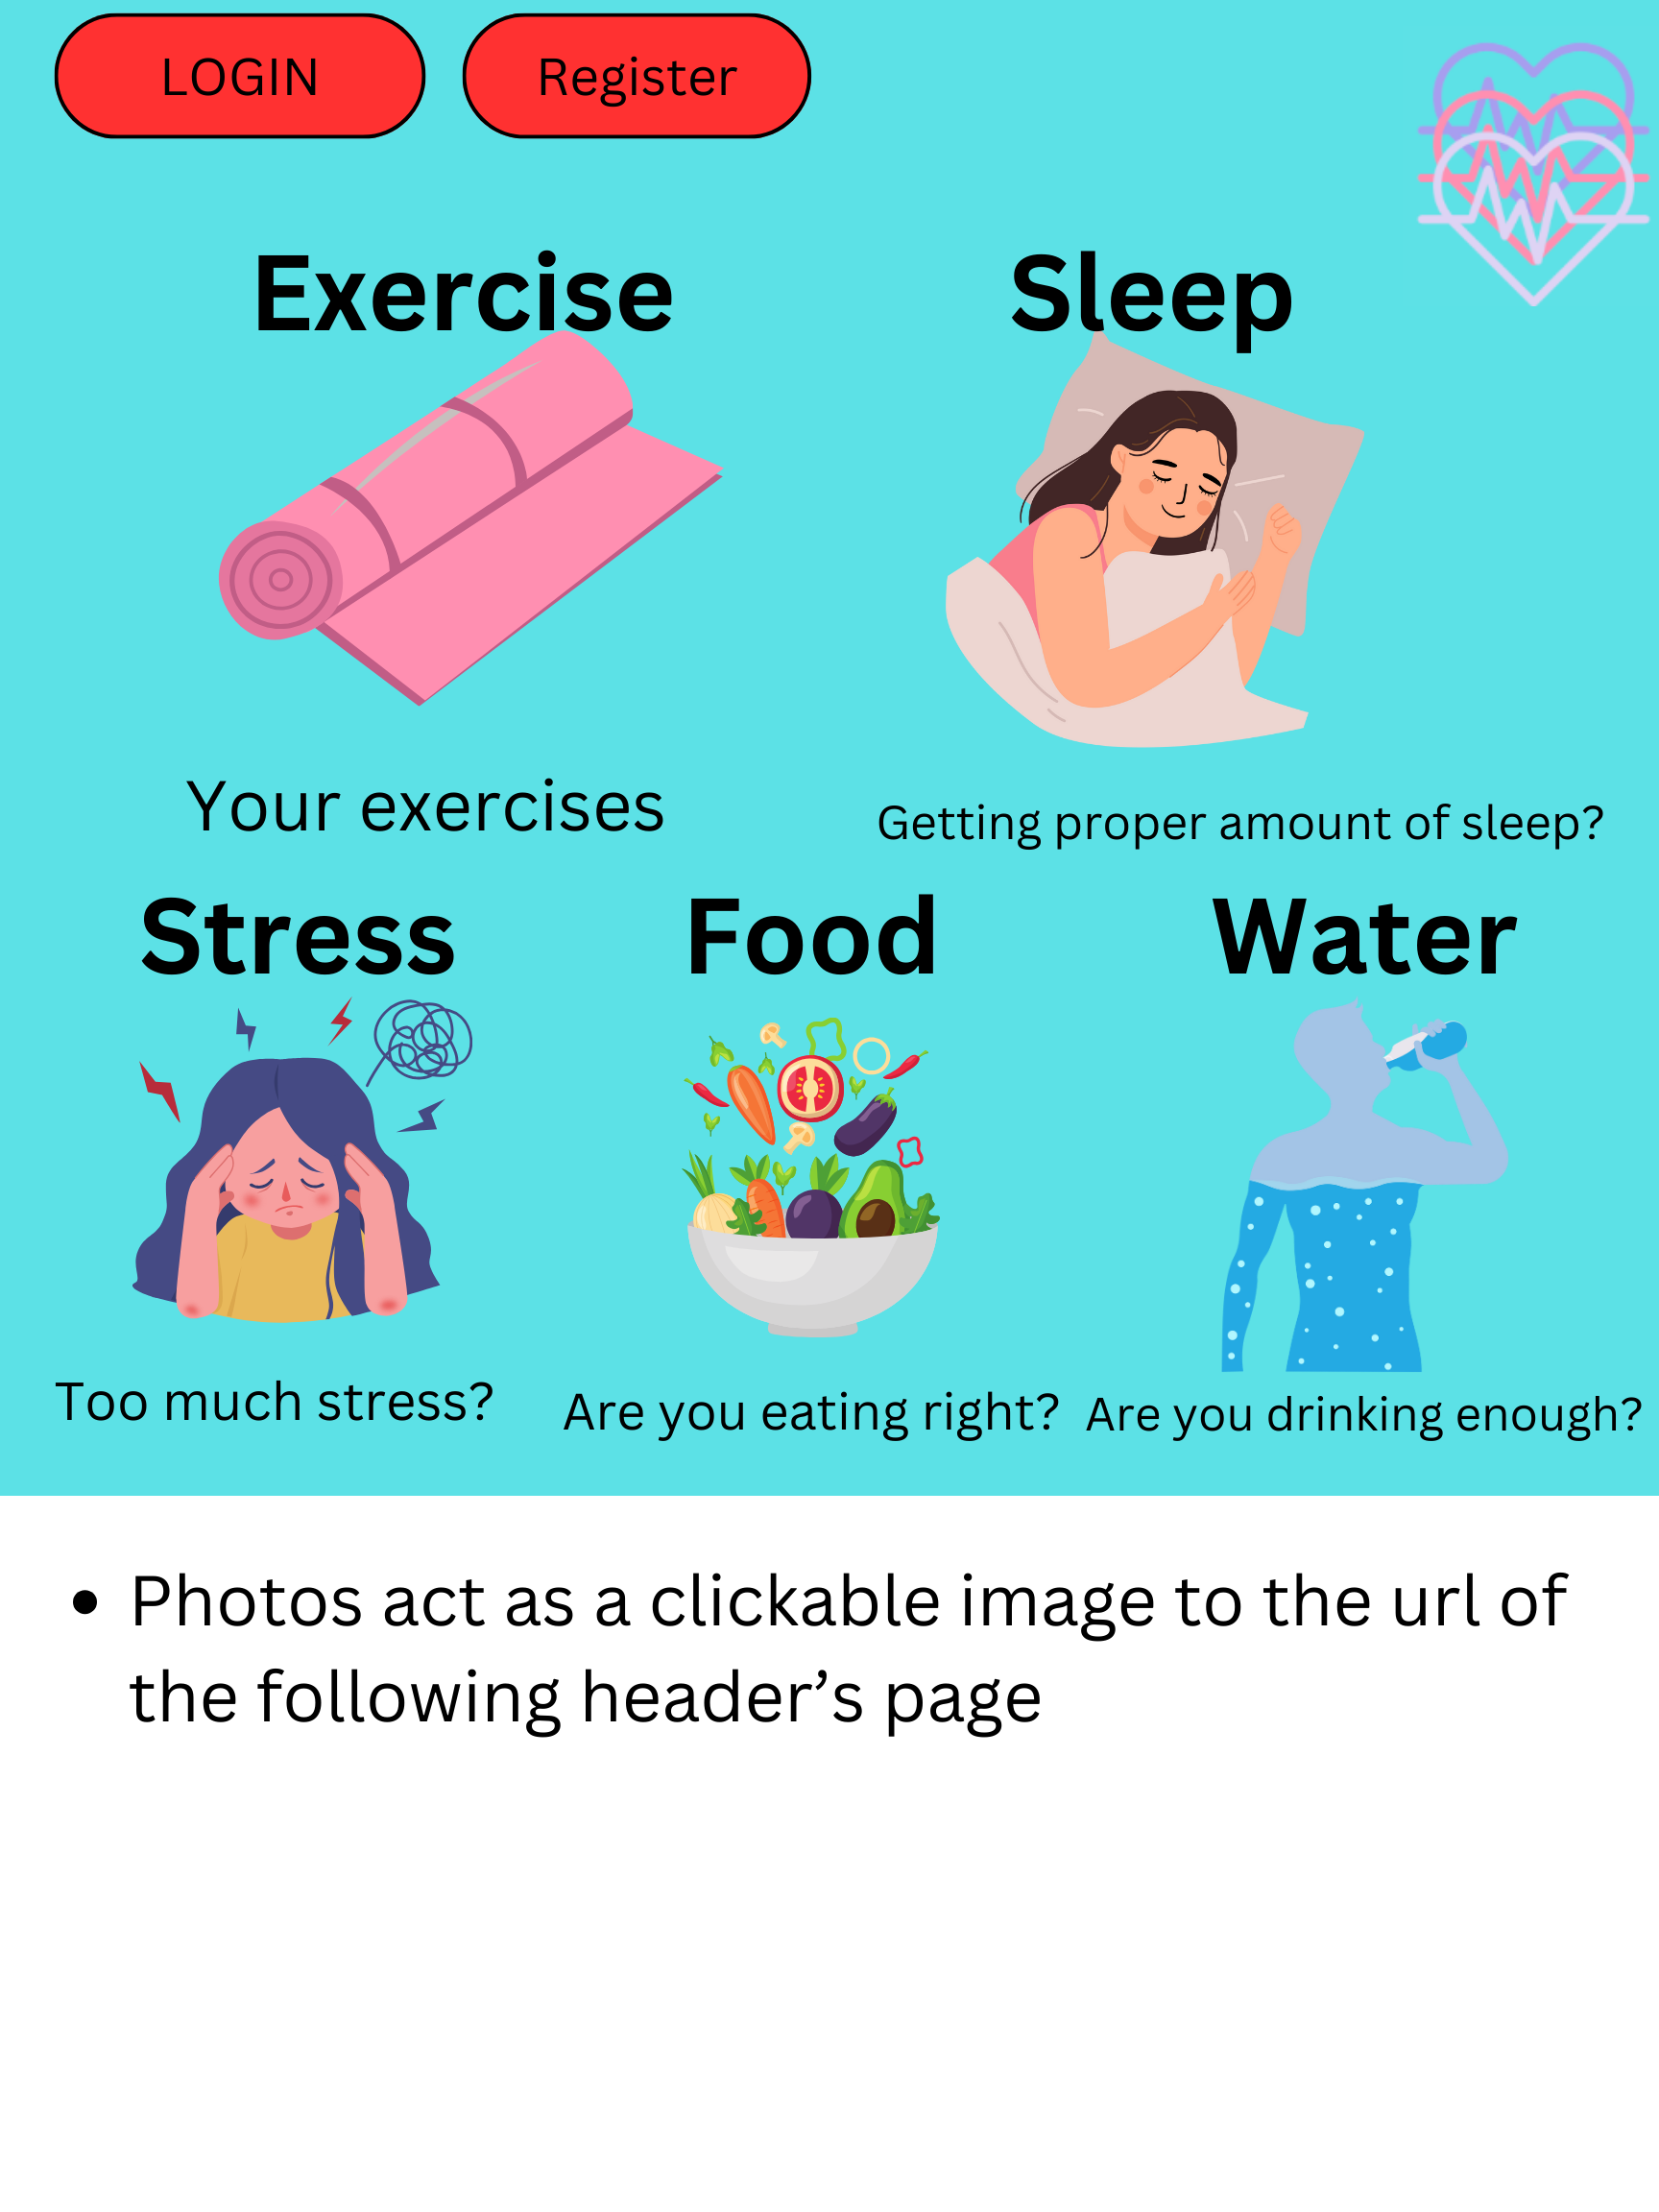 LOGIN
Register
Exercise
Sleep
Your exercises
Getting proper amount of sleep?
Stress
Food
Water
Too much stress?
Are you eating right?
Are you drinking enough?
• Photos act as a clickable image to the url of
the following header’s page